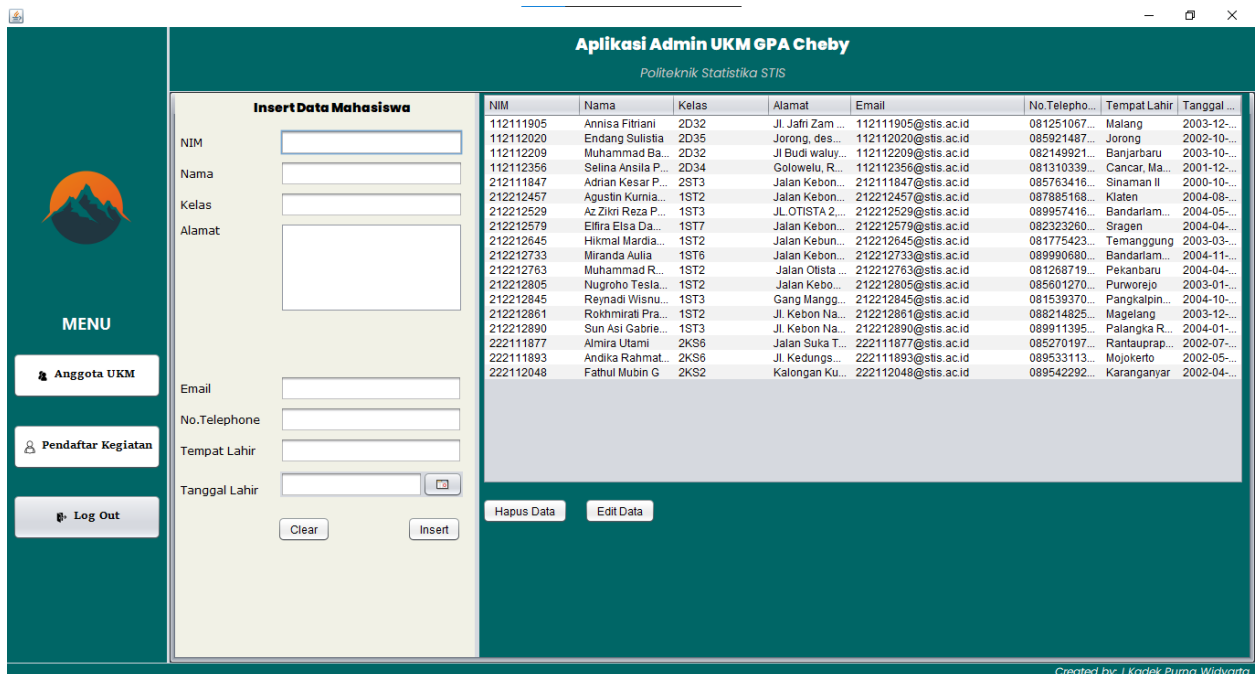 Aplikasi Admin UKM GPA Cheby
Politeknik Statistika STIS
MENU
Anggota UKM
Pendaftar Kegiatan
Log Out
Insert Data Mahasiswa
NIM
Nama
Kelas
Alamat
Email
No.Telephone
Tempat Lahir
Tanggal Lahir
Clear Insert
NIM Nama Kelas Alamat Email No.Telepho... Tempat Lahir Tanggal ...
112111905 Annisa Fitriani 2D32 Jl. Jafri Zam ... 112111905@stis.ac.id 081251067... Malang 2003-12-...
112112020 Endang Sulistia 2D35 Jorong, des... 112112020@stis.ac.id 085921487... Jorong 2002-10-...
112112209 Muhammad Ba... 2D32 Jl Budi waluy... 112112209@stis.ac.id 082149921... Banjarbaru 2003-10-...
112112356 Selina Ansila P... 2D34 Golowelu, R... 112112356@stis.ac.id 081310339... Cancar, Ma... 2001-12-...
212111847 Adrian Kesar P... 2ST3 Jalan Kebon... 212111847@stis.ac.id 085763416... Sinaman II 2000-10-...
212212457 Agustin Kurnia... 1ST2 Jalan Kebon... 212212457@stis.ac.id 087885168... Klaten 2004-08-...
212212529 Az Zikri Reza P... 1ST3 JL.OTISTA 2,... 212212529@stis.ac.id 089957416... Bandarlam... 2004-05-...
212212579 Elfira Elsa Da... 1ST7 Jalan Kebon... 212212579@stis.ac.id 082323260... Sragen 2004-04-...
212212645 Hikmal Mardia... 1ST2 Jalan Kebun... 212212645@stis.ac.id 081775423... Temanggung 2003-03-...
212212733 Miranda Aulia 1ST6 Jalan Kebon... 212212733@stis.ac.id 089990680... Bandarlam... 2004-11-...
212212763 Muhammad R... 1ST2 Jalan Otista ... 212212763@stis.ac.id 081268719... Pekanbaru 2004-04-...
212212805 Nugroho Tesla... 1ST2 Jalan Kebo... 212212805@stis.ac.id 085601270... Purworejo 2003-01-...
212212845 Reynadi Wisnu... 1ST3 Gang Mangg... 212212845@stis.ac.id 081539370... Pangkalpin... 2004-10-...
212212861 Rokhmirati Pra... 1ST2 Jl. Kebon Na... 212212861@stis.ac.id 088214825... Magelang 2003-12-...
212212890 Sun Asi Gabrie... 1ST3 Jl. Kebon Na... 212212890@stis.ac.id 089911395... Palangka R... 2004-01-...
222111877 Almira Utami 2KS6 Jalan Suka T... 222111877@stis.ac.id 085270197... Rantauprap... 2002-07-...
222111893 Andika Rahmat... 2KS6 Jl. Kedungs... 222111893@stis.ac.id 089533113... Mojokerto 2002-05-...
222112048 Fathul Mubin G 2KS2 Kalongan Ku... 222112048@stis.ac.id 089542292... Karanganyar 2002-04-...
Hapus Data Edit Data
Created by: I Kadek Purna Widyarta